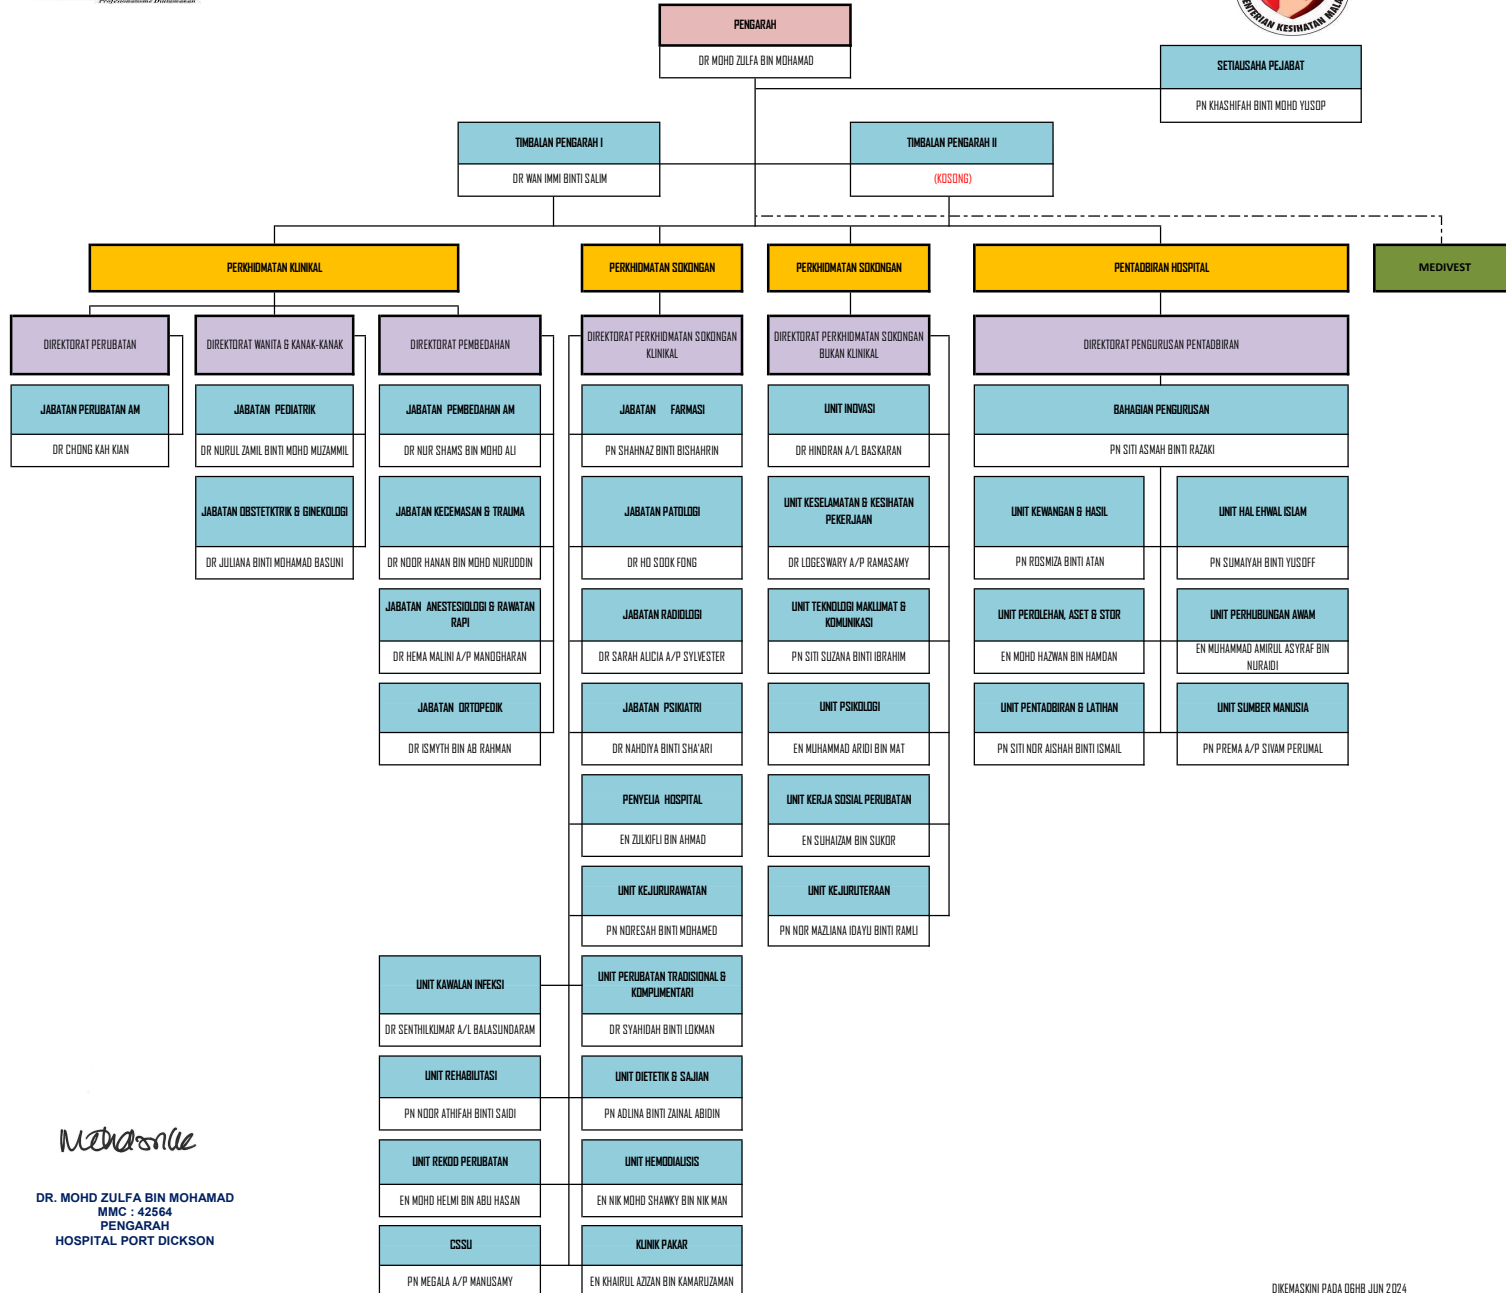 Profesionalisme Diutamakan
KEMENTERIAN KESIHATAN MALAYSIA
PENGARAH
DR MOHD ZULFA BIN MOHAMAD
SETIAUSAHA PEJABAT
PN KHASHIFAH BINTI MOHD YUSOP
TIMBALAN PENGARAH I
DR WAN IMMI BINTI SALIM
TIMBALAN PENGARAH II
(KOSONG)
PERKHIDMATAN KLINIKAL
PERKHIDMATAN SOKONGAN
PERKHIDMATAN SOKONGAN
PENTADBIRAN HOSPITAL
MEDIVEST
DIREKTORAT PERUBATAN
JABATAN PERUBATAN AM
DR CHONG KAH KIAN
DIREKTORAT WANITA & KANAK-KANAK
JABATAN PEDIATRIK
DR NURUL ZAMIL BINTI MOHD MUZAMMIL
JABATAN OBSTETKTRIK & GINEKOLOGI
DR JULIANA BINTI MOHAMAD BASUNI
DIREKTORAT PEMBEDAHAN
JABATAN PEMBEDAHAN AM
DR NUR SHAMS BIN MOHD ALI
JABATAN KECEMASAN & TRAUMA
DR NOOR HANAN BIN MOHD NURUDDIN
JABATAN ANESTESIOLOGI & RAWATAN
RAPI
DR HEMA MALINI A/P MANOGHARAN
JABATAN ORTOPEDIK
DR ISMYTH BIN AB RAHMAN
DIREKTORAT PERKHIDMATAN SOKONGAN
KLINIKAL
JABATAN FARMASI
PN SHAHNAZ BINTI BISHAHRIN
JABATAN PATOLOGI
DR HO SOOK FONG
JABATAN RADIOLOGI
DR SARAH ALICIA A/P SYLVESTER
JABATAN PSIKIATRI
DR NAHDIYA BINTI SHA'ARI
PENYELIA HOSPITAL
EN ZULKIFLI BIN AHMAD
UNIT KEJURURAWATAN
PN NORESAH BINTI MOHAMED
UNIT KAWALAN INFEKSI
DR SENTHILKUMAR A/L BALASUNDARAM
UNIT PERUBATAN TRADISIONAL &
KOMPLIMENTARI
DR SYAHIDAH BINTI LOKMAN
UNIT REHABILITASI
PN NOOR ATHIFAH BINTI SAIDI
UNIT DIETETIK & SAJIAN
PN ADLINA BINTI ZAINAL ABIDIN
UNIT REKOD PERUBATAN
EN MOHD HELMI BIN ABU HASAN
UNIT HEMODIALISIS
EN NIK MOHD SHAWKY BIN NIK MAN
CSSU
PN MEGALA A/P MANUSAMY
KLINIK PAKAR
EN KHAIRUL AZIZAN BIN KAMARUZAMAN
DIREKTORAT PERKHIDMATAN SOKONGAN
BUKAN KLINIKAL
UNIT INOVASI
DR HINDRAN A/L BASKARAN
UNIT KESELAMATAN & KESIHATAN
PEKERJAAN
DR LOGESWARY A/P RAMASAMY
UNIT TEKNOLOGI MAKLUMAT &
KOMUNIKASI
PN SITI SUZANA BINTI IBRAHIM
UNIT PSIKOLOGI
EN MUHAMMAD ARIDI BIN MAT
UNIT KERJA SOSIAL PERUBATAN
EN SUHAIZAM BIN SUKOR
UNIT KEJURUTERAAN
PN NOR MAZLIANA IDAYU BINTI RAMLI
DIREKTORAT PENGURUSAN PENTADBIRAN
BAHAGIAN PENGURUSAN
PN SITI ASMAH BINTI RAZAKI
UNIT KEWANGAN & HASIL
PN ROSMIZA BINTI ATAN
UNIT HAL EHWAL ISLAM
PN SUMAIYAH BINTI YUSOFF
UNIT PEROLEHAN, ASET & STOR
EN MOHD HAZWAN BIN HAMDAN
UNIT PERHUBUNGAN AWAM
EN MUHAMMAD AMIRUL ASYRAF BIN
NURAIDI
UNIT PENTADBIRAN & LATIHAN
PN SITI NOR AISHAH BINTI ISMAIL
UNIT SUMBER MANUSIA
PN PREMA A/P SIVAM PERUMAL
DR. MOHD ZULFA BIN MOHAMAD
MMC : 42564
PENGARAH
HOSPITAL PORT DICKSON
DIKEMASKINI PADA 06HB JUN 2024